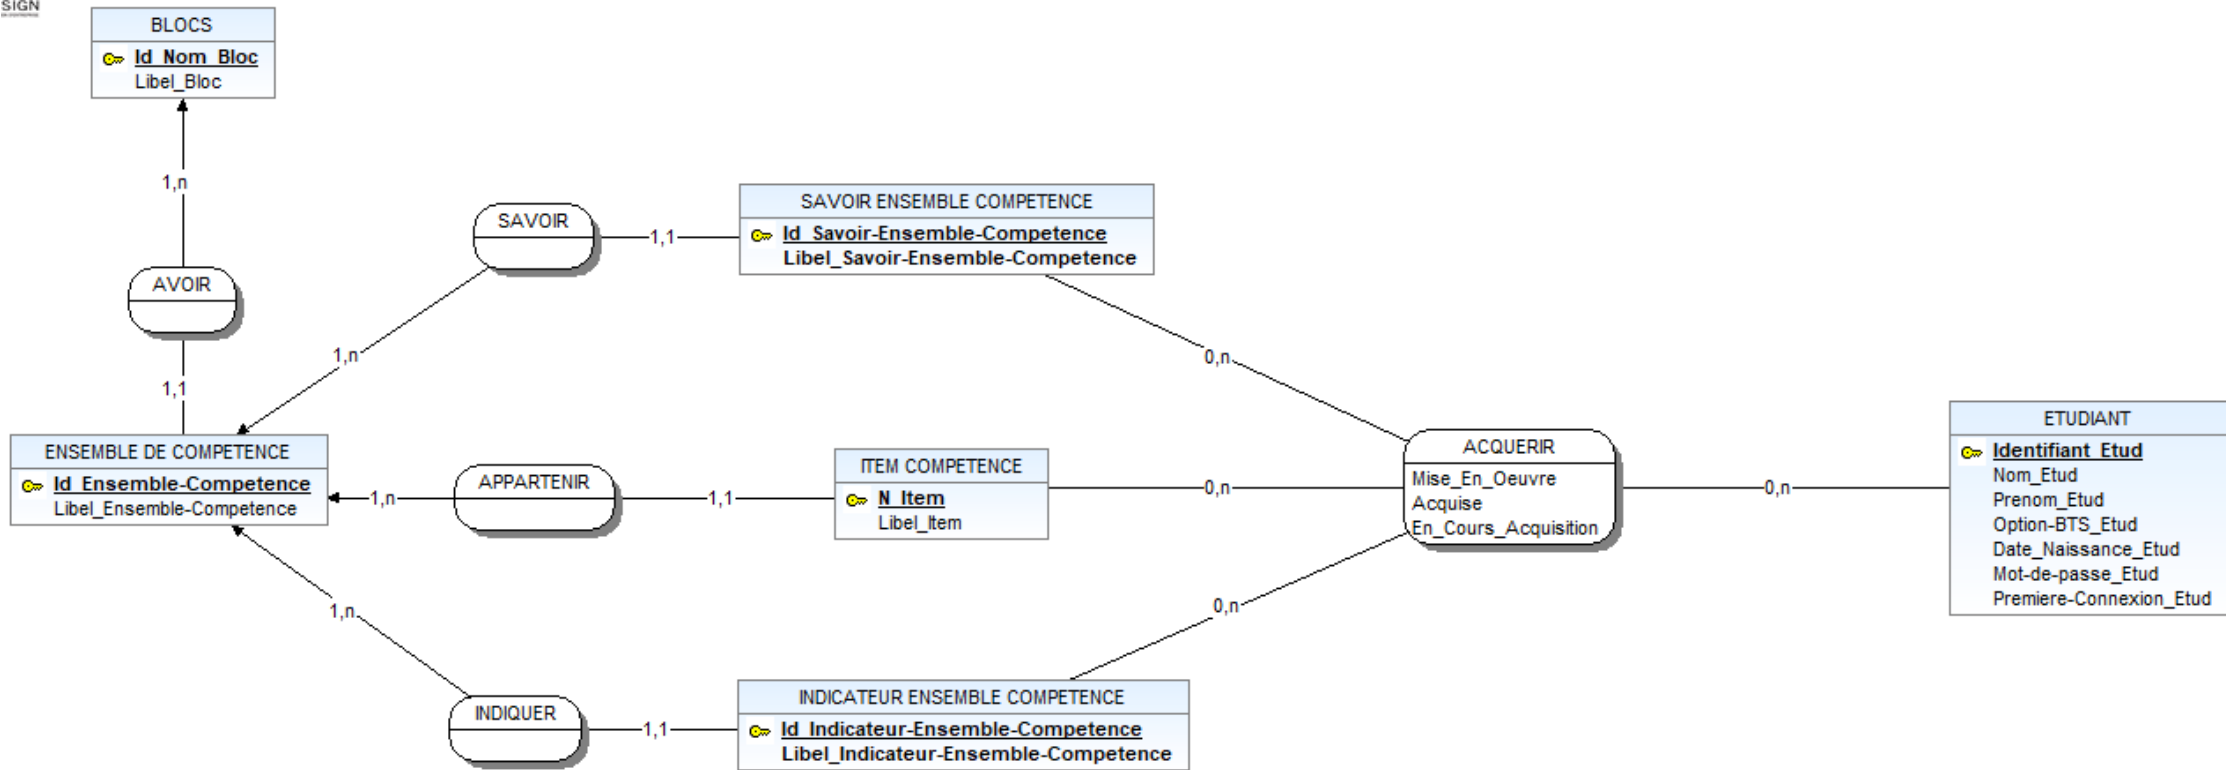 SIGN
BLOCS
Id_Nom_Bloc
Libel_Bloc
1,n
AVOIR
1,1
ENSEMBLE DE COMPETENCE
Id_Ensemble-Competence
Libel_Ensemble-Competence
SAVOIR
1,1
1,n
SAVOIR ENSEMBLE COMPETENCE
Id_Savoir-Ensemble-Competence
Libel_Savoir-Ensemble-Competence
0,n
1,n
APPARTENIR
1,1
ITEM COMPETENCE
N_Item
Libel_Item
0,n
ACQUERIR
Mise_En_Oeuvre
Acquise
En_Cours_Acquisition
0,n
ETUDIANT
Identifiant_Etud
Nom_Etud
Prenom_Etud
Option-BTS_Etud
Date_Naissance_Etud
Mot-de-passe_Etud
Premiere-Connexion_Etud
1,n
INDIQUER
1,1
INDICATEUR ENSEMBLE COMPETENCE
Id_Indicateur-Ensemble-Competence
Libel_Indicateur-Ensemble-Competence
0,n